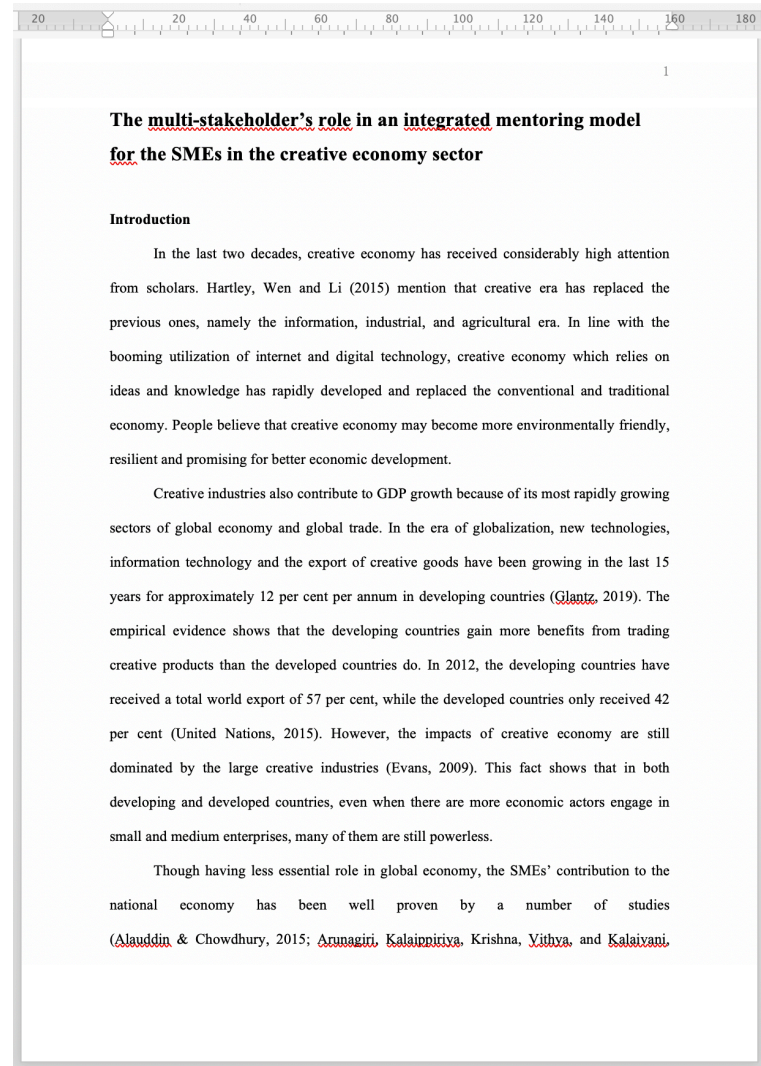 20 20 40 60 80 100 120 140 160 180
1
The multi-stakeholder’s role in an integrated mentoring model
for the SMEs in the creative economy sector
Introduction
In the last two decades, creative economy has received considerably high attention
from scholars. Hartley, Wen and Li (2015) mention that creative era has replaced the
previous ones, namely the information, industrial, and agricultural era. In line with the
booming utilization of internet and digital technology, creative economy which relies on
ideas and knowledge has rapidly developed and replaced the conventional and traditional
economy. People believe that creative economy may become more environmentally friendly,
resilient and promising for better economic development.
Creative industries also contribute to GDP growth because of its most rapidly growing
sectors of global economy and global trade. In the era of globalization, new technologies,
information technology and the export of creative goods have been growing in the last 15
years for approximately 12 per cent per annum in developing countries (Glantz, 2019). The
empirical evidence shows that the developing countries gain more benefits from trading
creative products than the developed countries do. In 2012, the developing countries have
received a total world export of 57 per cent, while the developed countries only received 42
per cent (United Nations, 2015). However, the impacts of creative economy are still
dominated by the large creative industries (Evans, 2009). This fact shows that in both
developing and developed countries, even when there are more economic actors engage in
small and medium enterprises, many of them are still powerless.
Though having less essential role in global economy, the SMEs’ contribution to the
national economy has been well proven by a number of studies
(Alauddin & Chowdhury, 2015; Arunagiri, Kalaippiriya, Krishna, Vithya, and Kalaivani,